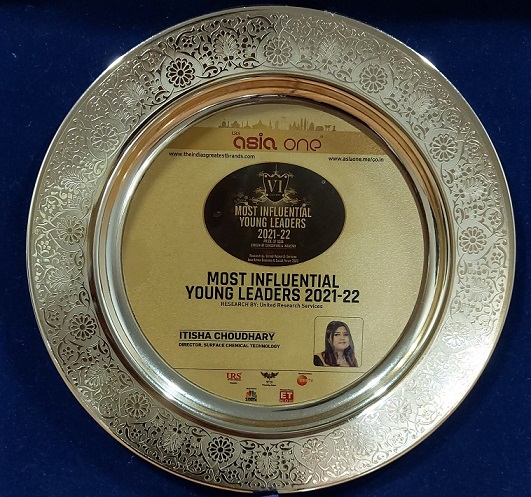 URS
asia one
www.theindiasgreatestbrands.com
www.asiaone.me/co.in
VI
MOST INFLUENTIAL
YOUNG LEADERS
2021-22
MOST INFLUENTIAL
YOUNG LEADERS 2021-22
RESEARCH BY: United Research Services
ITISHA CHOUDHARY
DIRECTOR, SURFACE CHEMICAL TECHNOLOGY
URS
ET